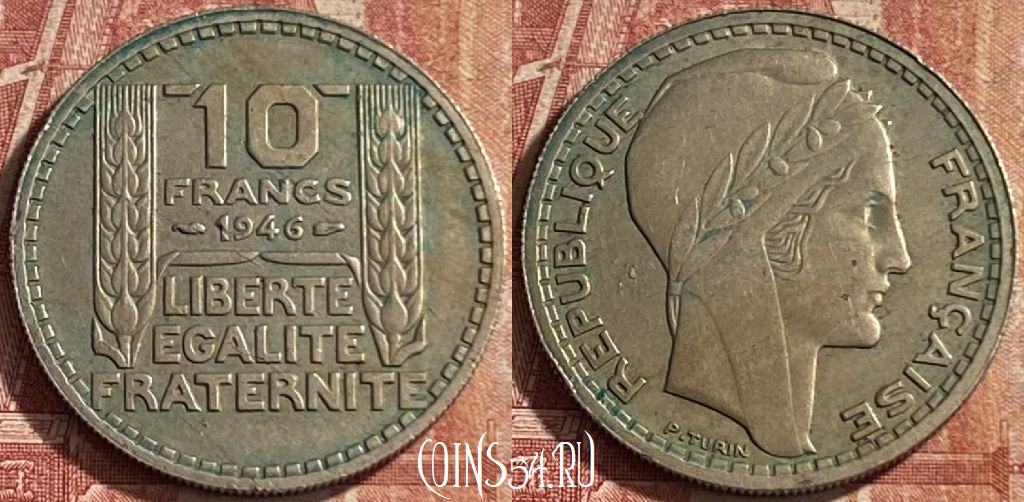 10
FRANCS
1946
LIBERTE
EGALITE
FRATERNITE
REPUBLIQUE FRANÇAISE
P. TURIN
COINS54.RU